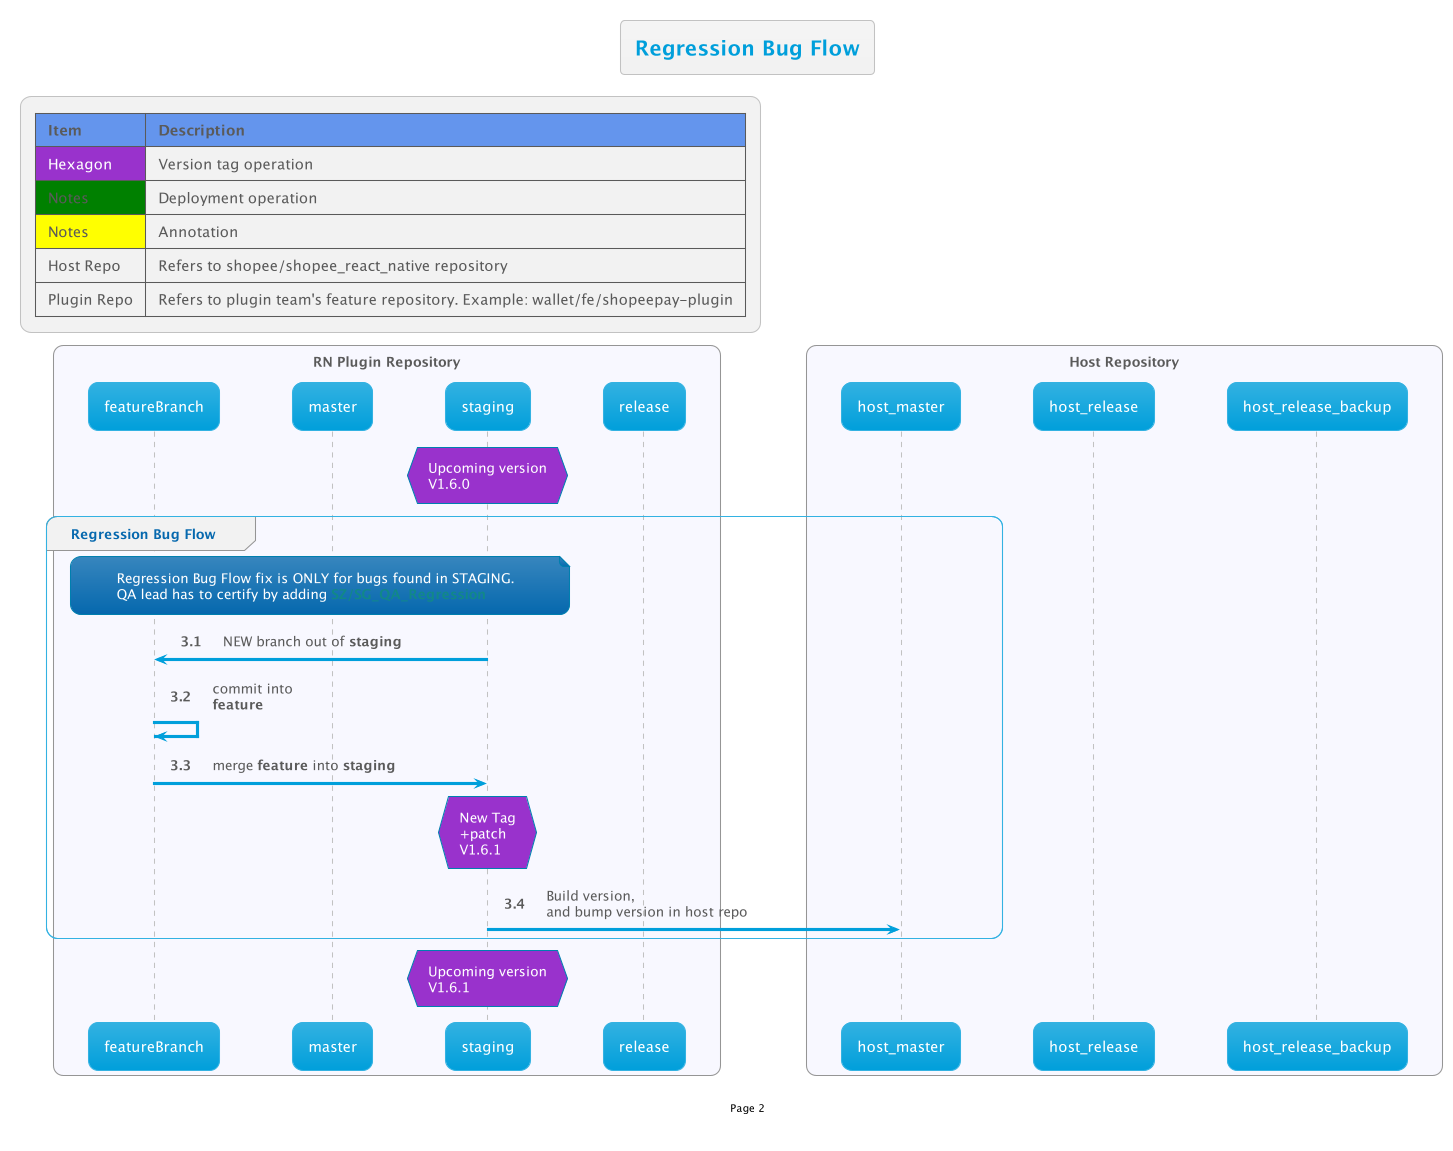 Regression Bug Flow
Item Description
Hexagon Version tag operation
Notes Deployment operation
Notes Annotation
Host Repo Refers to shopee/shopee_react_native repository
Plugin Repo Refers to plugin team's feature repository. Example: wallet/fe/shopeepay-plugin
RN Plugin Repository Host Repository
featureBranch master staging release host_master host_release host_release_backup
Upcoming version
V1.6.0
Regression Bug Flow
Regression Bug Flow fix is ONLY for bugs found in STAGING.
QA lead has to certify by adding SZ/SG_QA_Regression
3.1 NEW branch out of staging
3.2 commit into
feature
3.3 merge feature into staging
New Tag
+patch
V1.6.1
3.4 Build version,
and bump version in host repo
Upcoming version
V1.6.1
featureBranch master staging release host_master host_release host_release_backup
Page 2